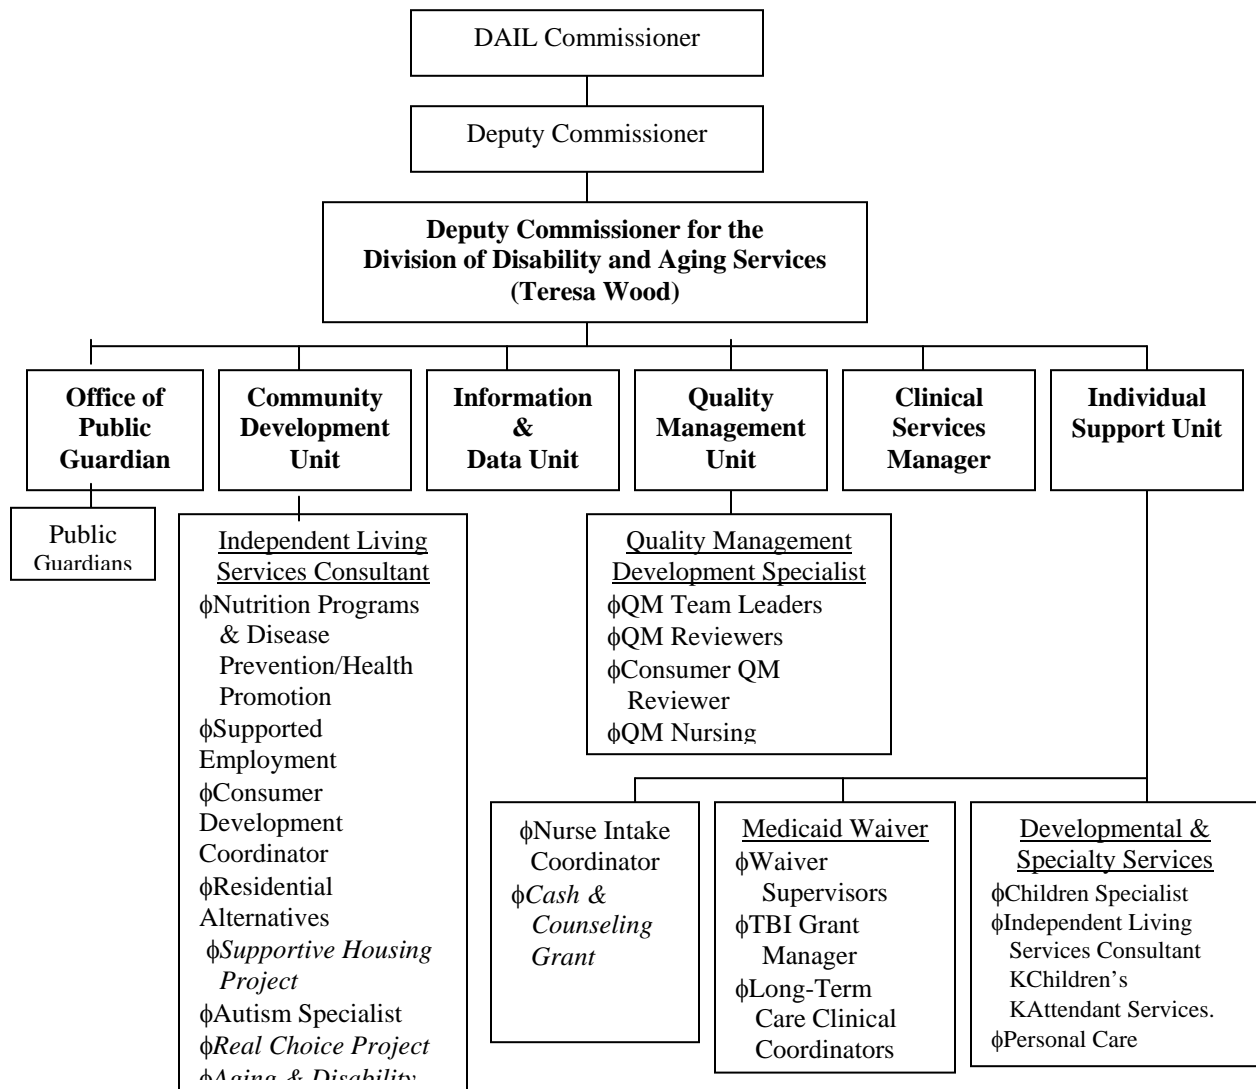 DAIL Commissioner
Deputy Commissioner
Deputy Commissioner for the
Division of Disability and Aging Services
(Teresa Wood)
Office of
Public
Guardian
Community
Development
Unit
Information
&
Data Unit
Quality
Management
Unit
Clinical
Services
Manager
Individual
Support Unit
Public
Guardians
Independent Living
Services Consultant
ϕNutrition Programs
& Disease
Prevention/Health
Promotion
ϕSupported
Employment
ϕConsumer
Development
Coordinator
ϕResidential
Alternatives
ϕSupportive Housing
Project
ϕAutism Specialist
ϕReal Choice Project
ϕAging & Disability
Quality Management
Development Specialist
ϕQM Team Leaders
ϕQM Reviewers
ϕConsumer QM
Reviewer
ϕQM Nursing
ϕNurse Intake
Coordinator
ϕCash &
Counseling
Grant
Medicaid Waiver
ϕWaiver
Supervisors
ϕTBI Grant
Manager
ϕLong-Term
Care Clinical
Coordinators
Developmental &
Specialty Services
ϕChildren Specialist
ϕIndependent Living
Services Consultant
KChildren's
KAttendant Services.
ϕPersonal Care